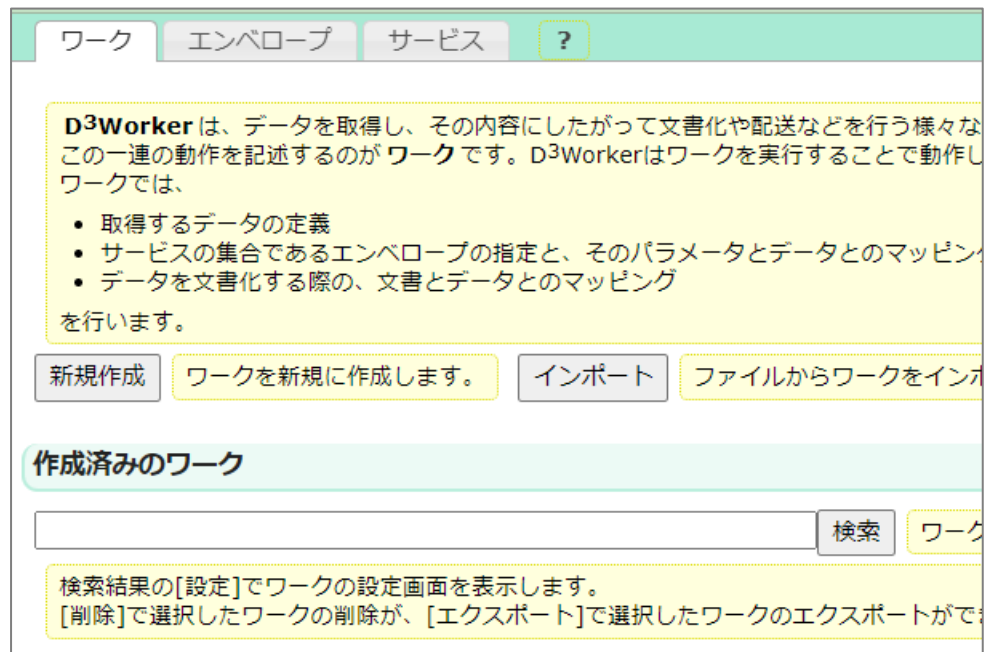 ワーク エンベロープ サービス ?
D3Worker は、データを取得し、その内容にしたがって文書化や配送などを行う様々な
この一連の動作を記述するのが ワーク です。D3Workerはワークを実行することで動作し
ワークでは、
• 取得するデータの定義
• サービスの集合であるエンベロープの指定と、そのパラメータとデータとのマッピン
• データを文書化する際の、文書とデータとのマッピング
を行います。
新規作成 ワークを新規に作成します。 インポート ファイルからワークをインポ
作成済みのワーク
検索 ワーク
検索結果の[設定]でワークの設定画面を表示します。
[削除]で選択したワークの削除が、[エクスポート]で選択したワークのエクスポートがで